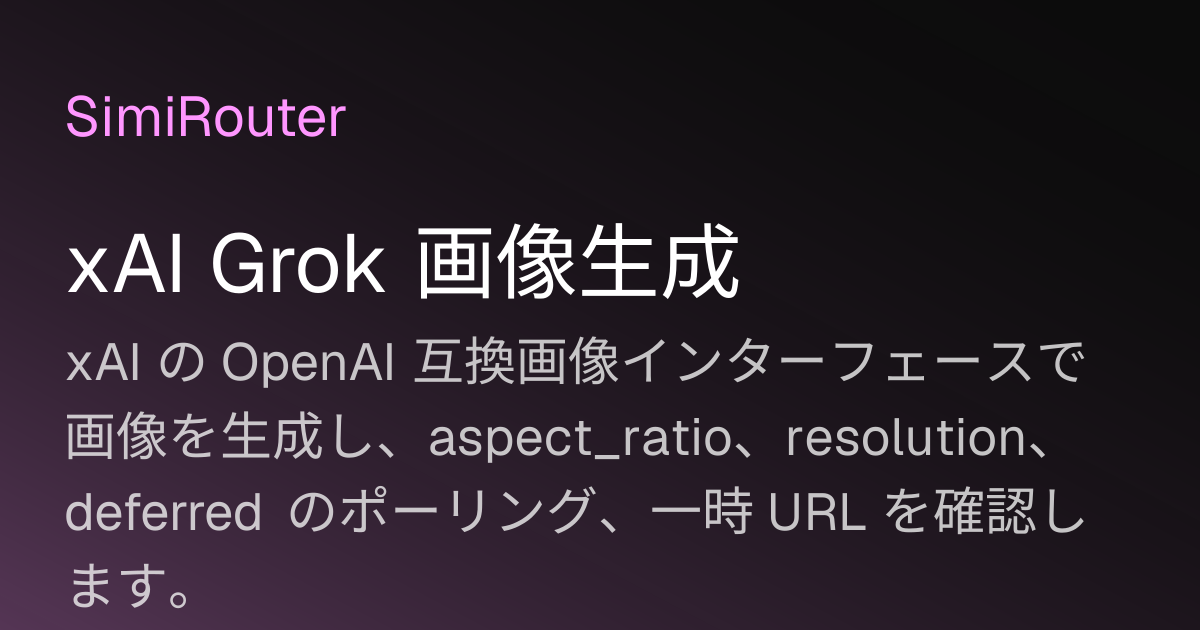 SimiRouter
xAI Grok 画像生成
xAI の OpenAI 互換画像インターフェースで
画像を生成し、aspect_ratio、resolution、
deferred のポーリング、一時 URL を確認し
ます。